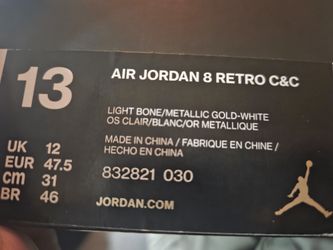 13
AIR JORDAN 8 RETRO C&C
LIGHT BONE/METALLIC GOLD-WHITE
OS CLAIR/BLANC/OR METALLIQUE
MADE IN CHINA / FABRIQUE EN CHINE /
HECHO EN CHINA
UK 12
EUR 47.5
cm 31
BR 46
832821 030
JORDAN.COM